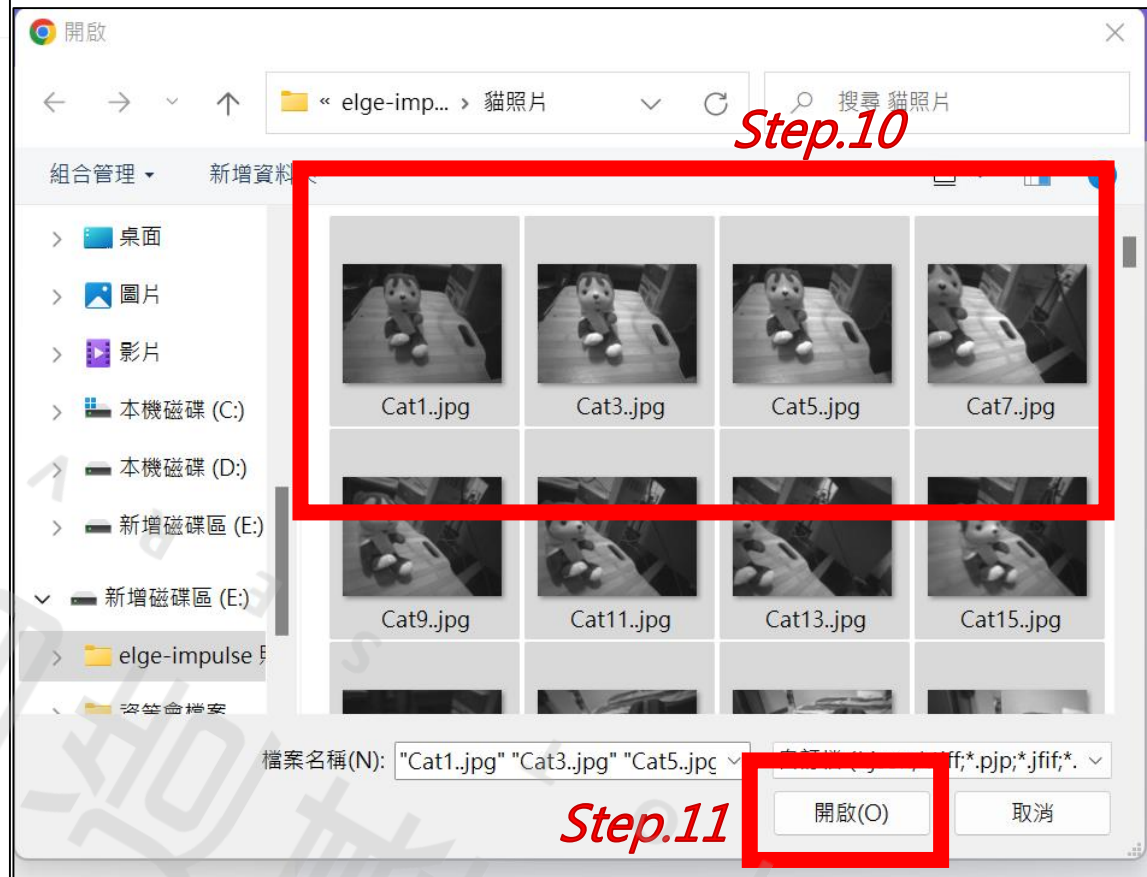 開啟
« elge-imp... › 貓照片
搜尋 貓照片
Step.10
組合管理
新增資料
桌面
圖片
影片
本機磁碟 (C:)
本機磁碟 (D:)
新增磁碟區 (E:)
新增磁碟區 (E:)
elge-impulse
Cat1..jpg Cat3..jpg Cat5..jpg Cat7..jpg
Cat9..jpg Cat11..jpg Cat13..jpg Cat15..jpg
檔案名稱(N): "Cat1..jpg" "Cat3..jpg" "Cat5..jpg
ff;*.pjp;*.jfif;*.
Step.11
開啟(O)
取消